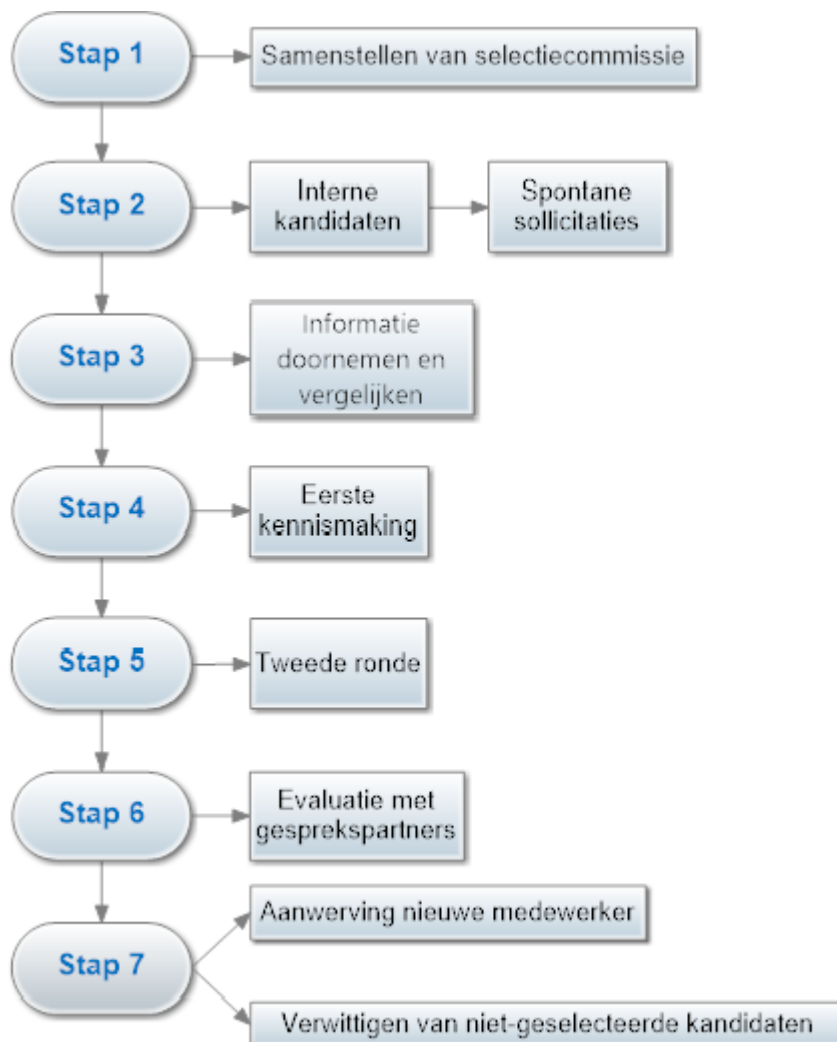 Stap 1
Samenstellen van selectiecommissie
Stap 2
Interne
kandidaten
Spontane
sollicitaties
Stap 3
Informatie
doornemen en
vergelijken
Stap 4
Eerste
kennismaking
Stap 5
Tweede ronde
Stap 6
Evaluatie met
gesprekspartners
Stap 7
Aanwerving nieuwe medewerker
Verwittigen van niet-geselecteerde kandidaten